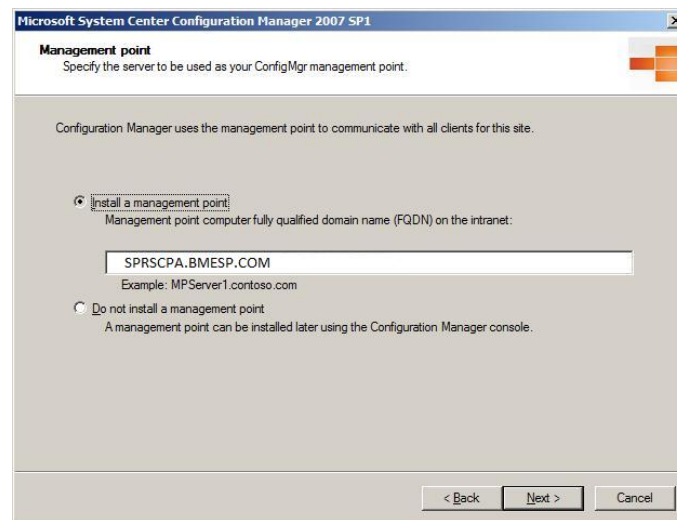 Microsoft System Center Configuration Manager 2007 SP1
Management point
Specify the server to be used as your ConfigMgr management point.
Configuration Manager uses the management point to communicate with all clients for this site.
Install a management point
Management point computer fully qualified domain name (FQDN) on the intranet:
SPRSCPA.BMESP.COM
Example: MPServer1.contoso.com
Do not install a management point
A management point can be installed later using the Configuration Manager console.
< Back Next > Cancel